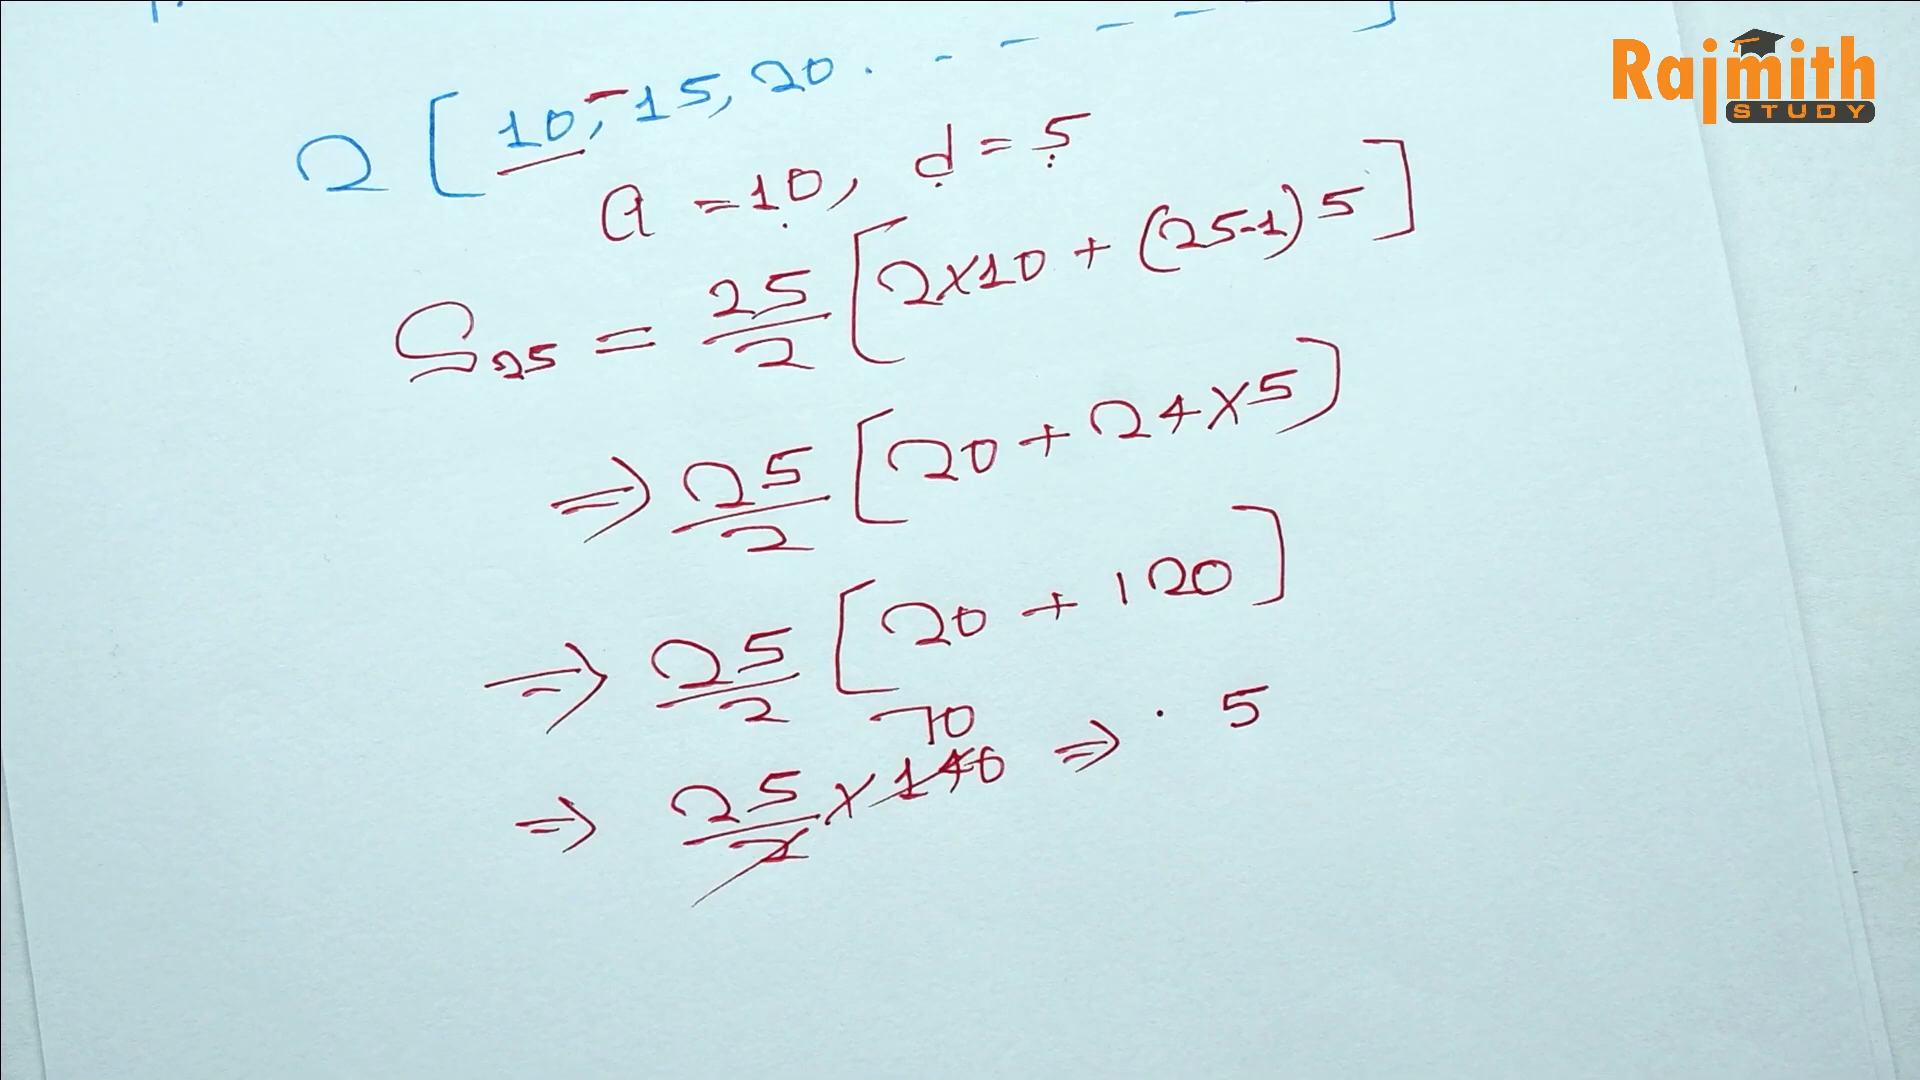 Rajmith
STUDY
2 [ 10, 15, 20 . - - - - ]
a = 10, d = 5
S25 = 25/2 [ 2×10 + (25-1) 5 ]
⇒ 25/2 [ 20 + 24×5 ]
⇒ 25/2 [ 20 + 120 ]
70
⇒ 25/2 × 140 ⇒ 5